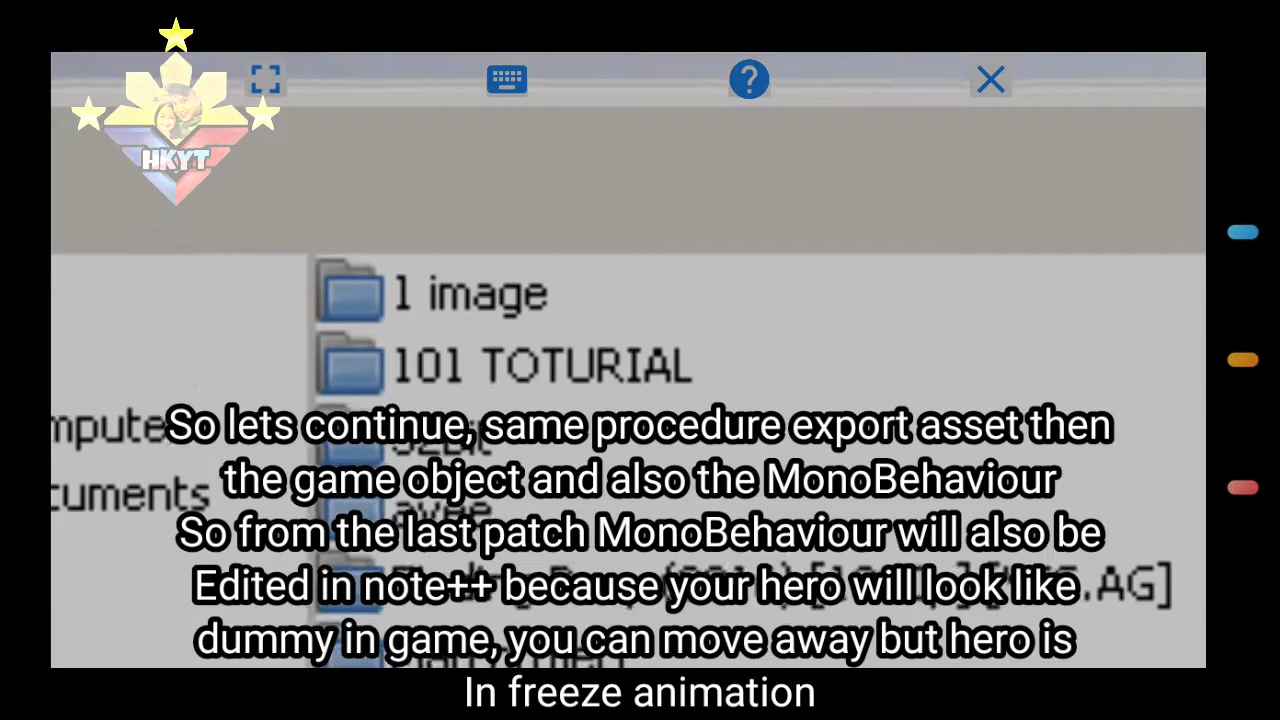 HKYT
1 image
101 TOTURIAL
mpute
cuments
So lets continue, same procedure export asset then
the game object and also the MonoBehaviour
So from the last patch MonoBehaviour will also be
Edited in note++ because your hero will look like
dummy in game, you can move away but hero is
In freeze animation